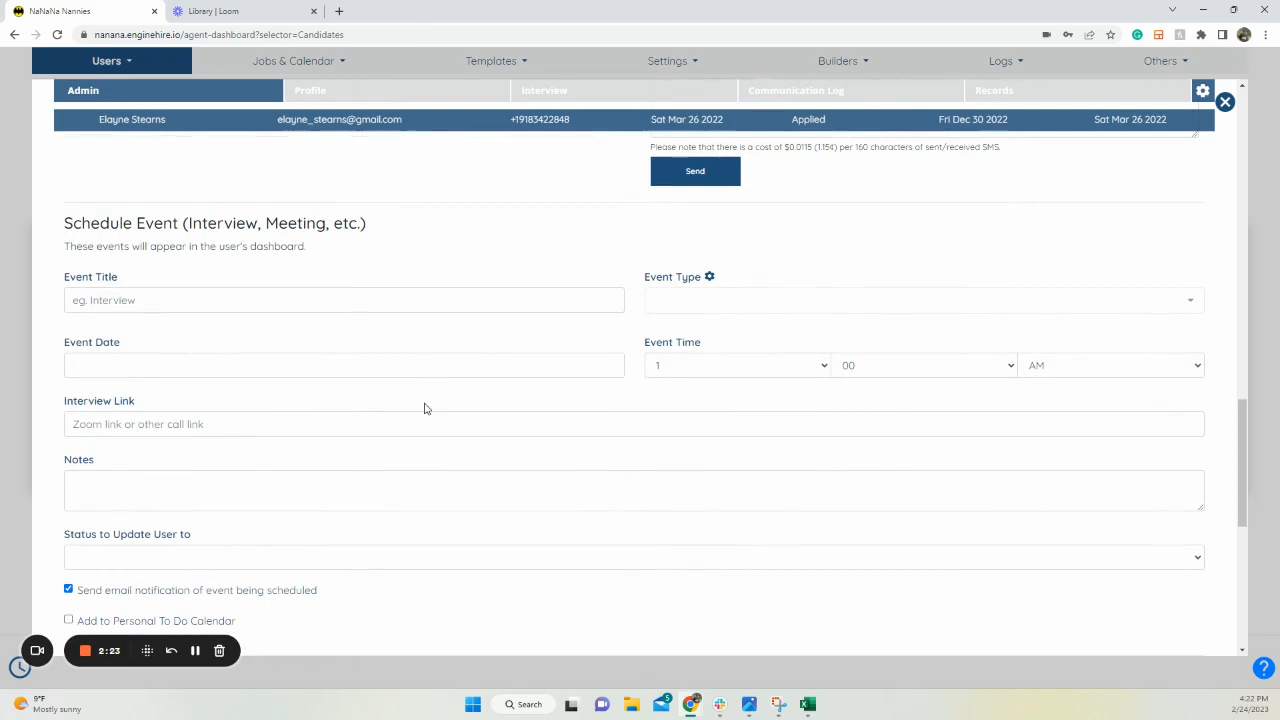 NaNaNa Nannies
Library | Loom
nanana.enginehire.io/agent-dashboard?selector=Candidates
Users Jobs & Calendar Templates Settings Builders Logs Others
Admin Profile Interview Communication Log Records
Elayne Stearns elayne_stearns@gmail.com +19183422848 Sat Mar 26 2022 Applied Fri Dec 30 2022 Sat Mar 26 2022
Please note that there is a cost of $0.0115 (1.15¢) per 160 characters of sent/received SMS.
Send
Schedule Event (Interview, Meeting, etc.)
These events will appear in the user's dashboard.
Event Title Event Type
eg. Interview
Event Date Event Time
1 00 AM
Interview Link
Zoom link or other call link
Notes
Status to Update User to
Send email notification of event being scheduled
Add to Personal To Do Calendar
2:23
9°F
Mostly sunny
Search
5
4:22 PM
2/24/2023